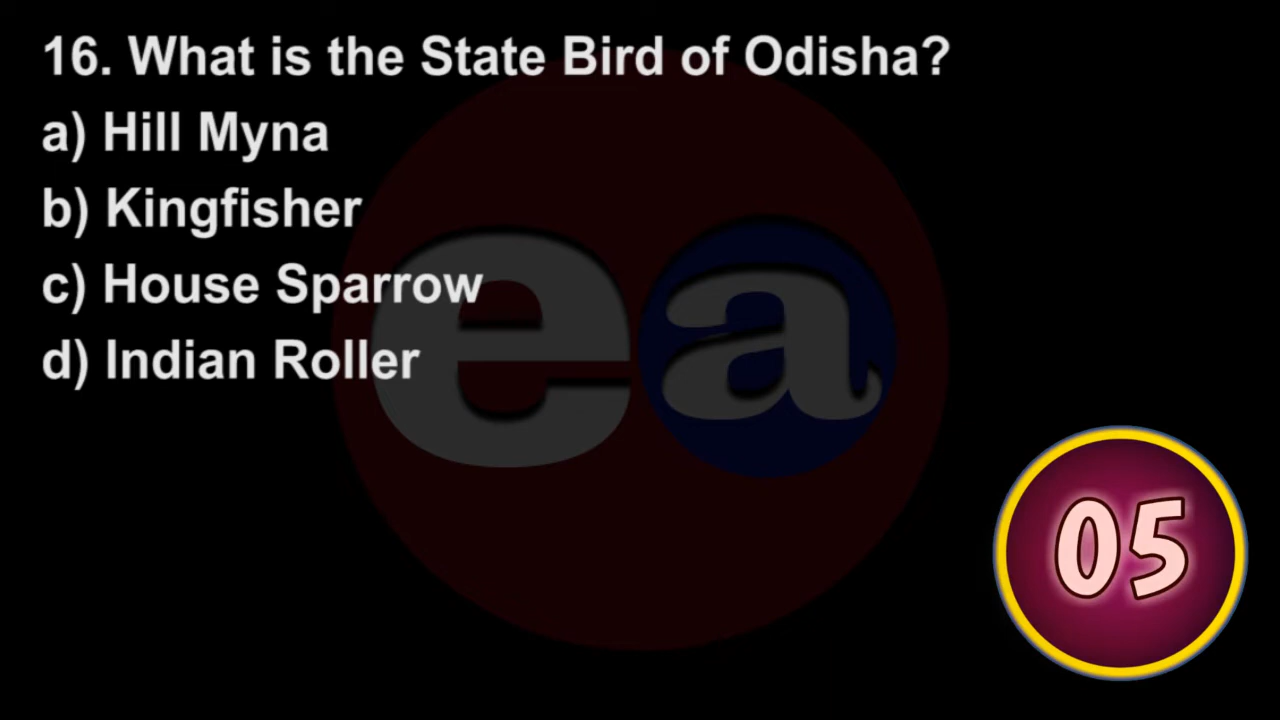 16. What is the State Bird of Odisha?
a) Hill Myna
b) Kingfisher
c) House Sparrow
d) Indian Roller
ea
05